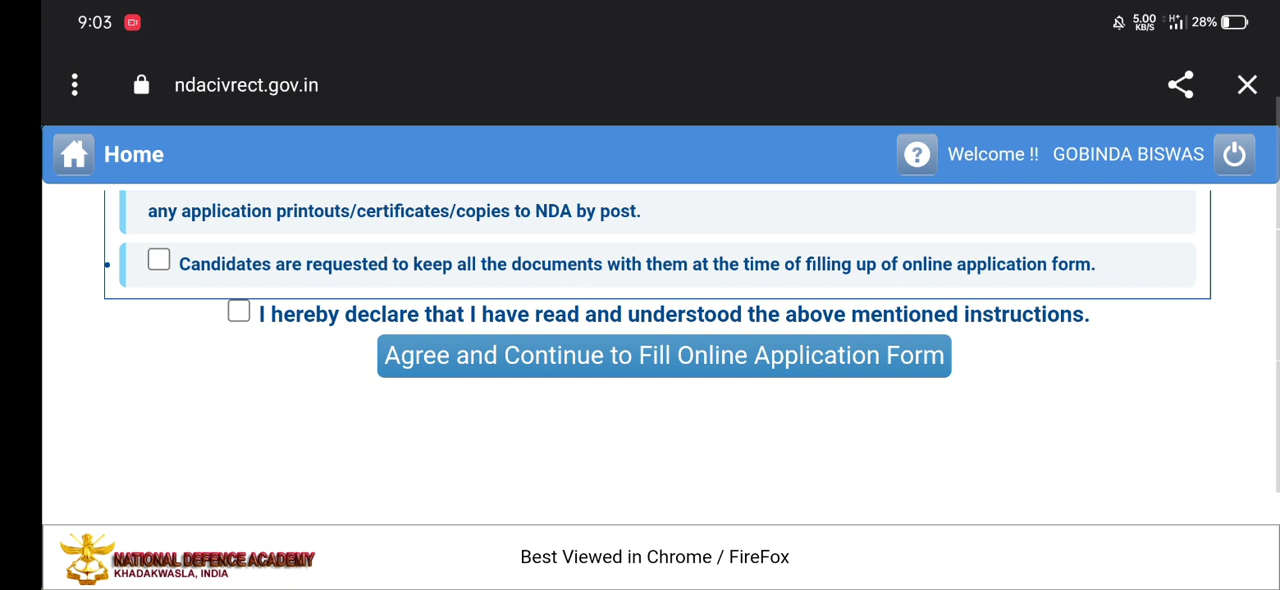 9:03
5.00 KB/S H+ 28%
ndacivrect.gov.in
Home
? Welcome !! GOBINDA BISWAS
any application printouts/certificates/copies to NDA by post.
Candidates are requested to keep all the documents with them at the time of filling up of online application form.
I hereby declare that I have read and understood the above mentioned instructions.
Agree and Continue to Fill Online Application Form
NATIONAL DEFENCE ACADEMY
KHADAKWASLA, INDIA
Best Viewed in Chrome / FireFox